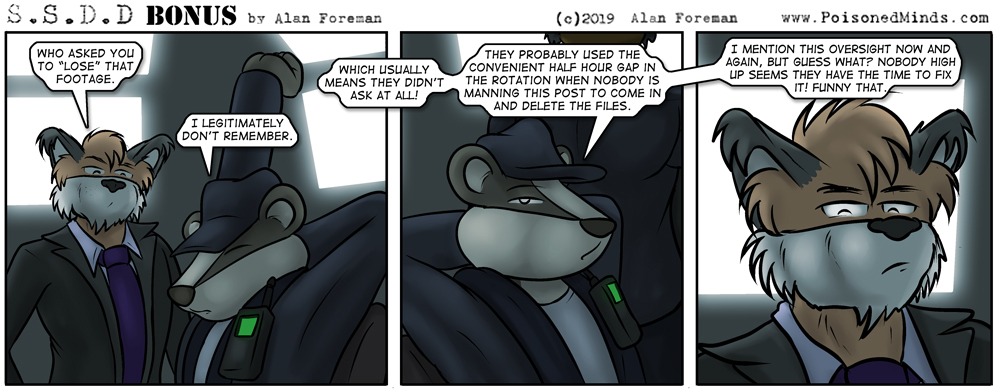 S.S.D.D BONUS by Alan Foreman
(c)2019 Alan Foreman
www.PoisonedMinds.com
WHO ASKED YOU
TO "LOSE" THAT
FOOTAGE.
I LEGITIMATELY
DON'T REMEMBER.
WHICH USUALLY
MEANS THEY DIDN'T
ASK AT ALL!
THEY PROBABLY USED THE
CONVENIENT HALF HOUR GAP IN
THE ROTATION WHEN NOBODY IS
MANNING THIS POST TO COME IN
AND DELETE THE FILES.
I MENTION THIS OVERSIGHT NOW AND
AGAIN, BUT GUESS WHAT? NOBODY HIGH
UP SEEMS THEY HAVE THE TIME TO FIX
IT! FUNNY THAT.